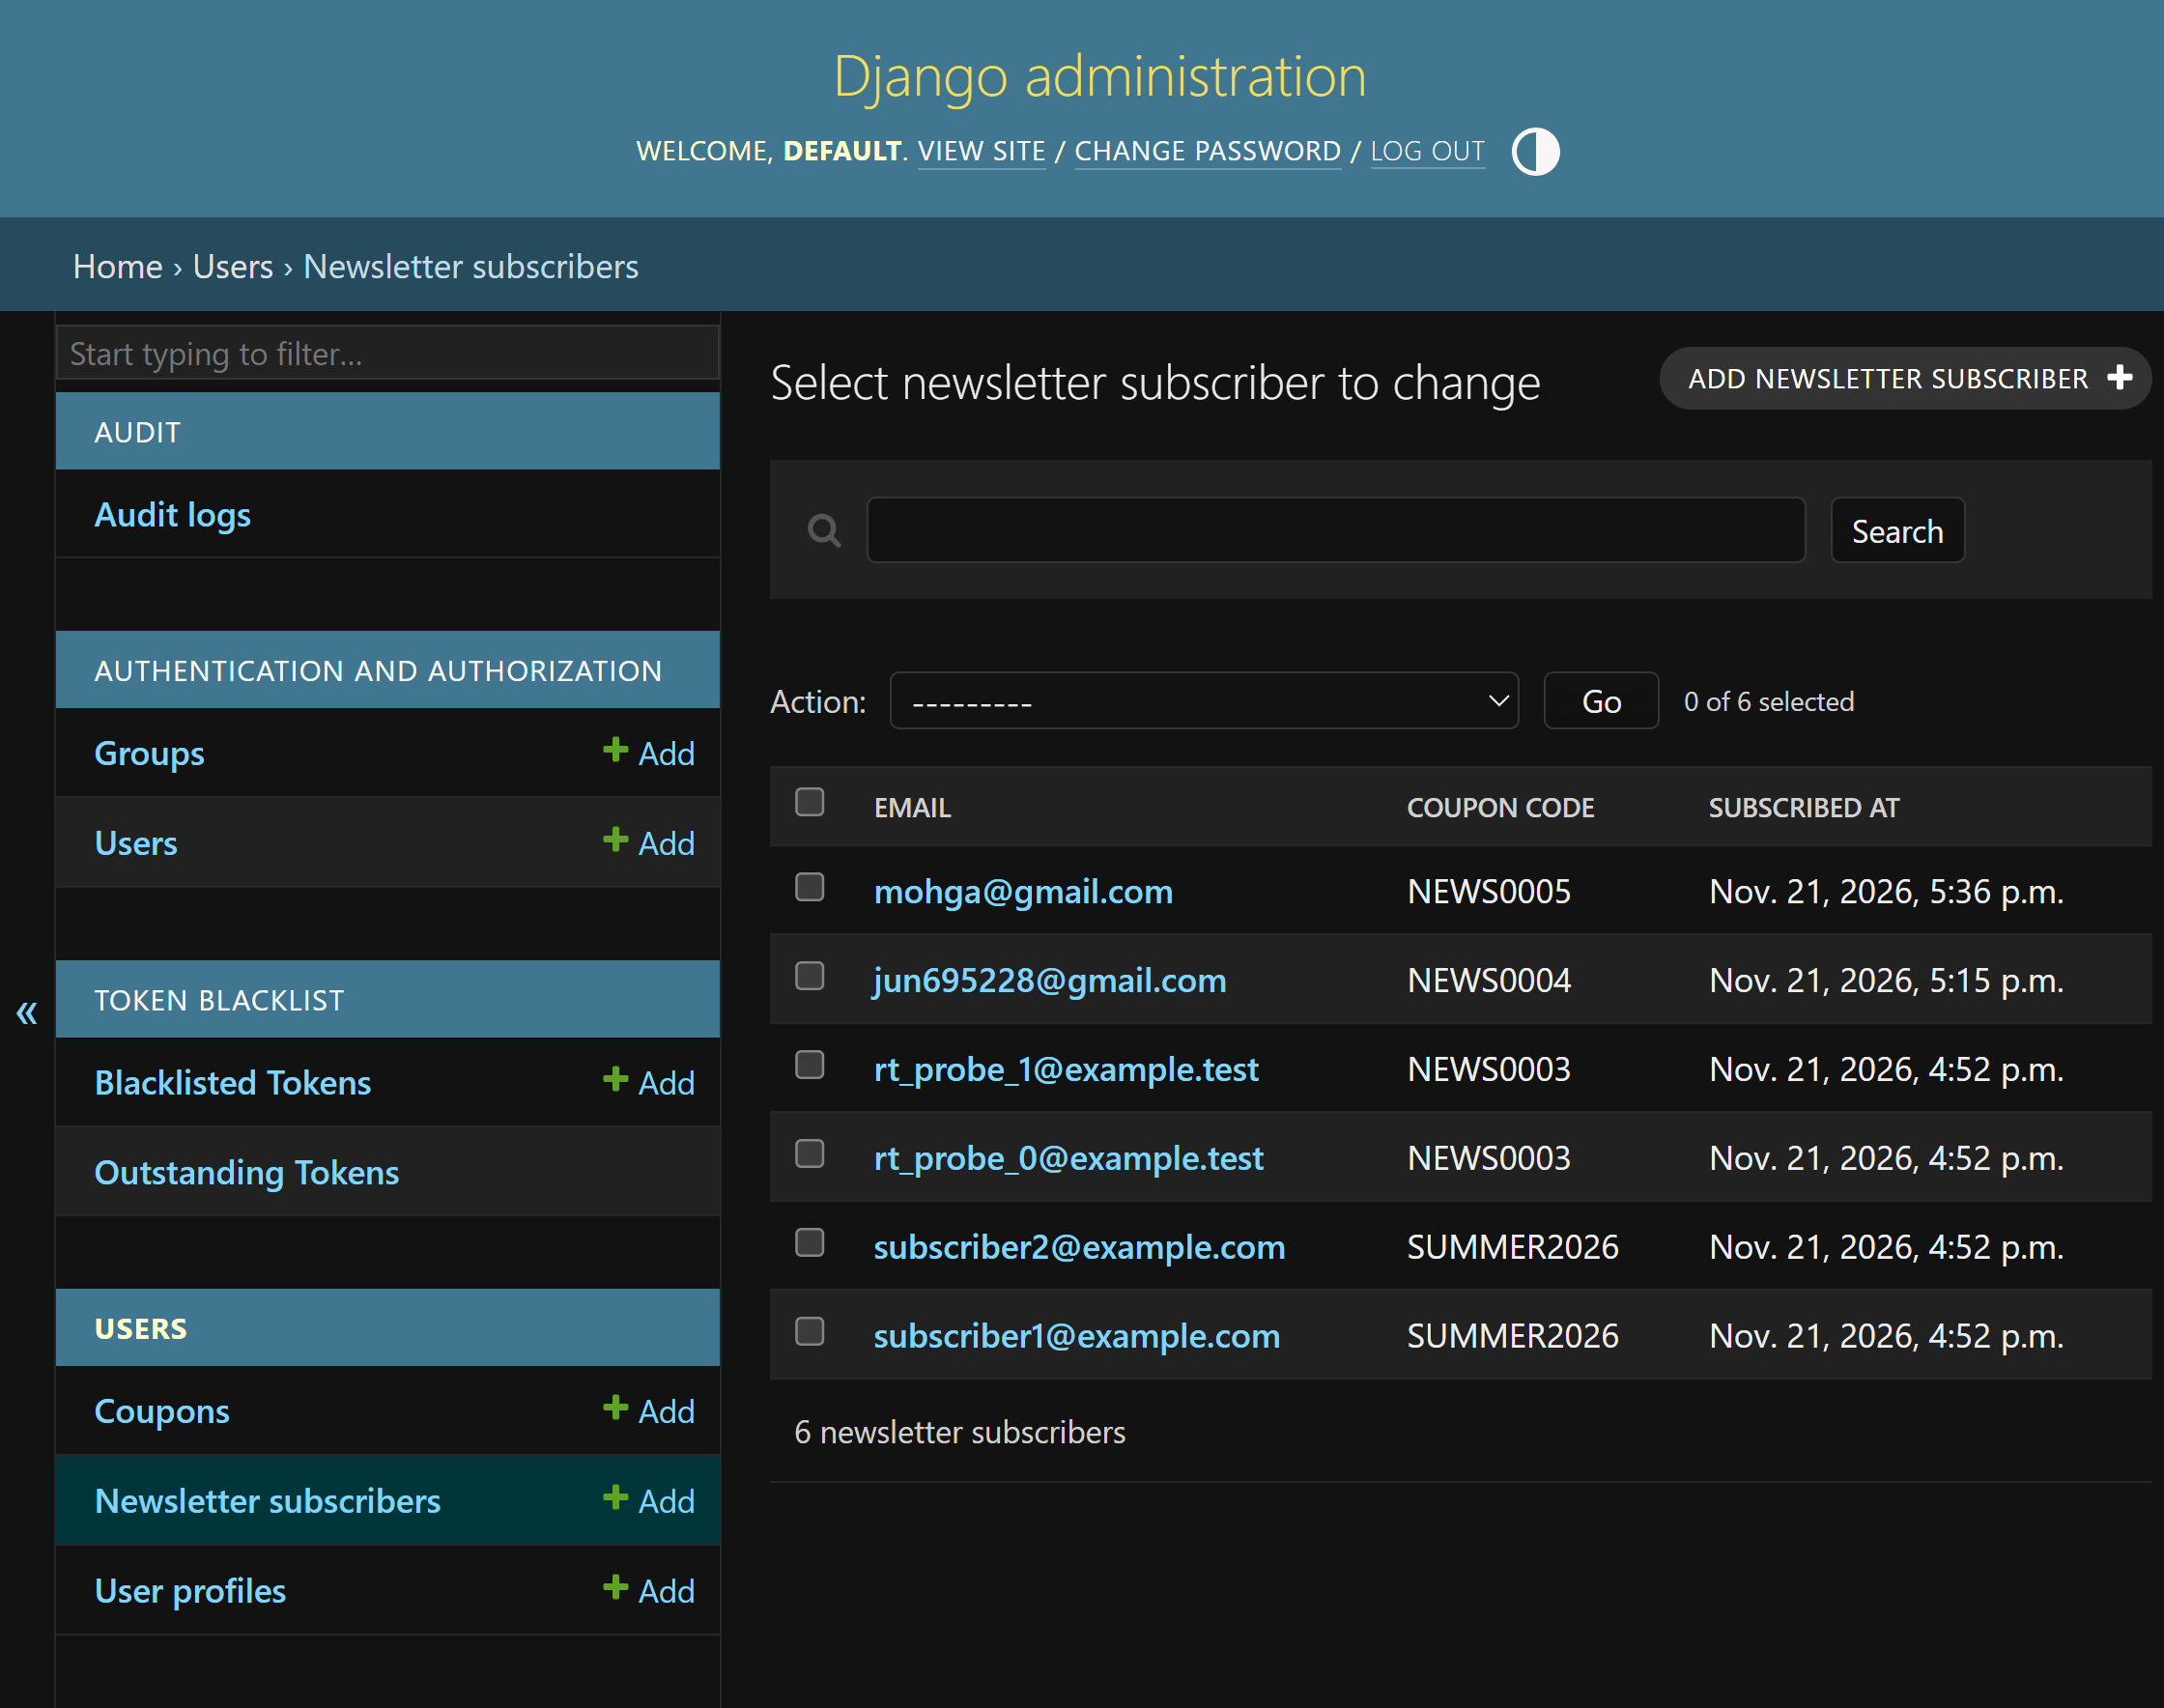 Django administration
WELCOME, DEFAULT. VIEW SITE / CHANGE PASSWORD / LOG OUT
Home › Users › Newsletter subscribers
Start typing to filter...
AUDIT
Audit logs
AUTHENTICATION AND AUTHORIZATION
Groups Add
Users Add
TOKEN BLACKLIST
Blacklisted Tokens Add
Outstanding Tokens
USERS
Coupons Add
Newsletter subscribers Add
User profiles Add
«
Select newsletter subscriber to change
ADD NEWSLETTER SUBSCRIBER
Search
Action: --------- Go 0 of 6 selected
EMAIL COUPON CODE SUBSCRIBED AT
mohga@gmail.com NEWS0005 Nov. 21, 2026, 5:36 p.m.
jun695228@gmail.com NEWS0004 Nov. 21, 2026, 5:15 p.m.
rt_probe_1@example.test NEWS0003 Nov. 21, 2026, 4:52 p.m.
rt_probe_0@example.test NEWS0003 Nov. 21, 2026, 4:52 p.m.
subscriber2@example.com SUMMER2026 Nov. 21, 2026, 4:52 p.m.
subscriber1@example.com SUMMER2026 Nov. 21, 2026, 4:52 p.m.
6 newsletter subscribers